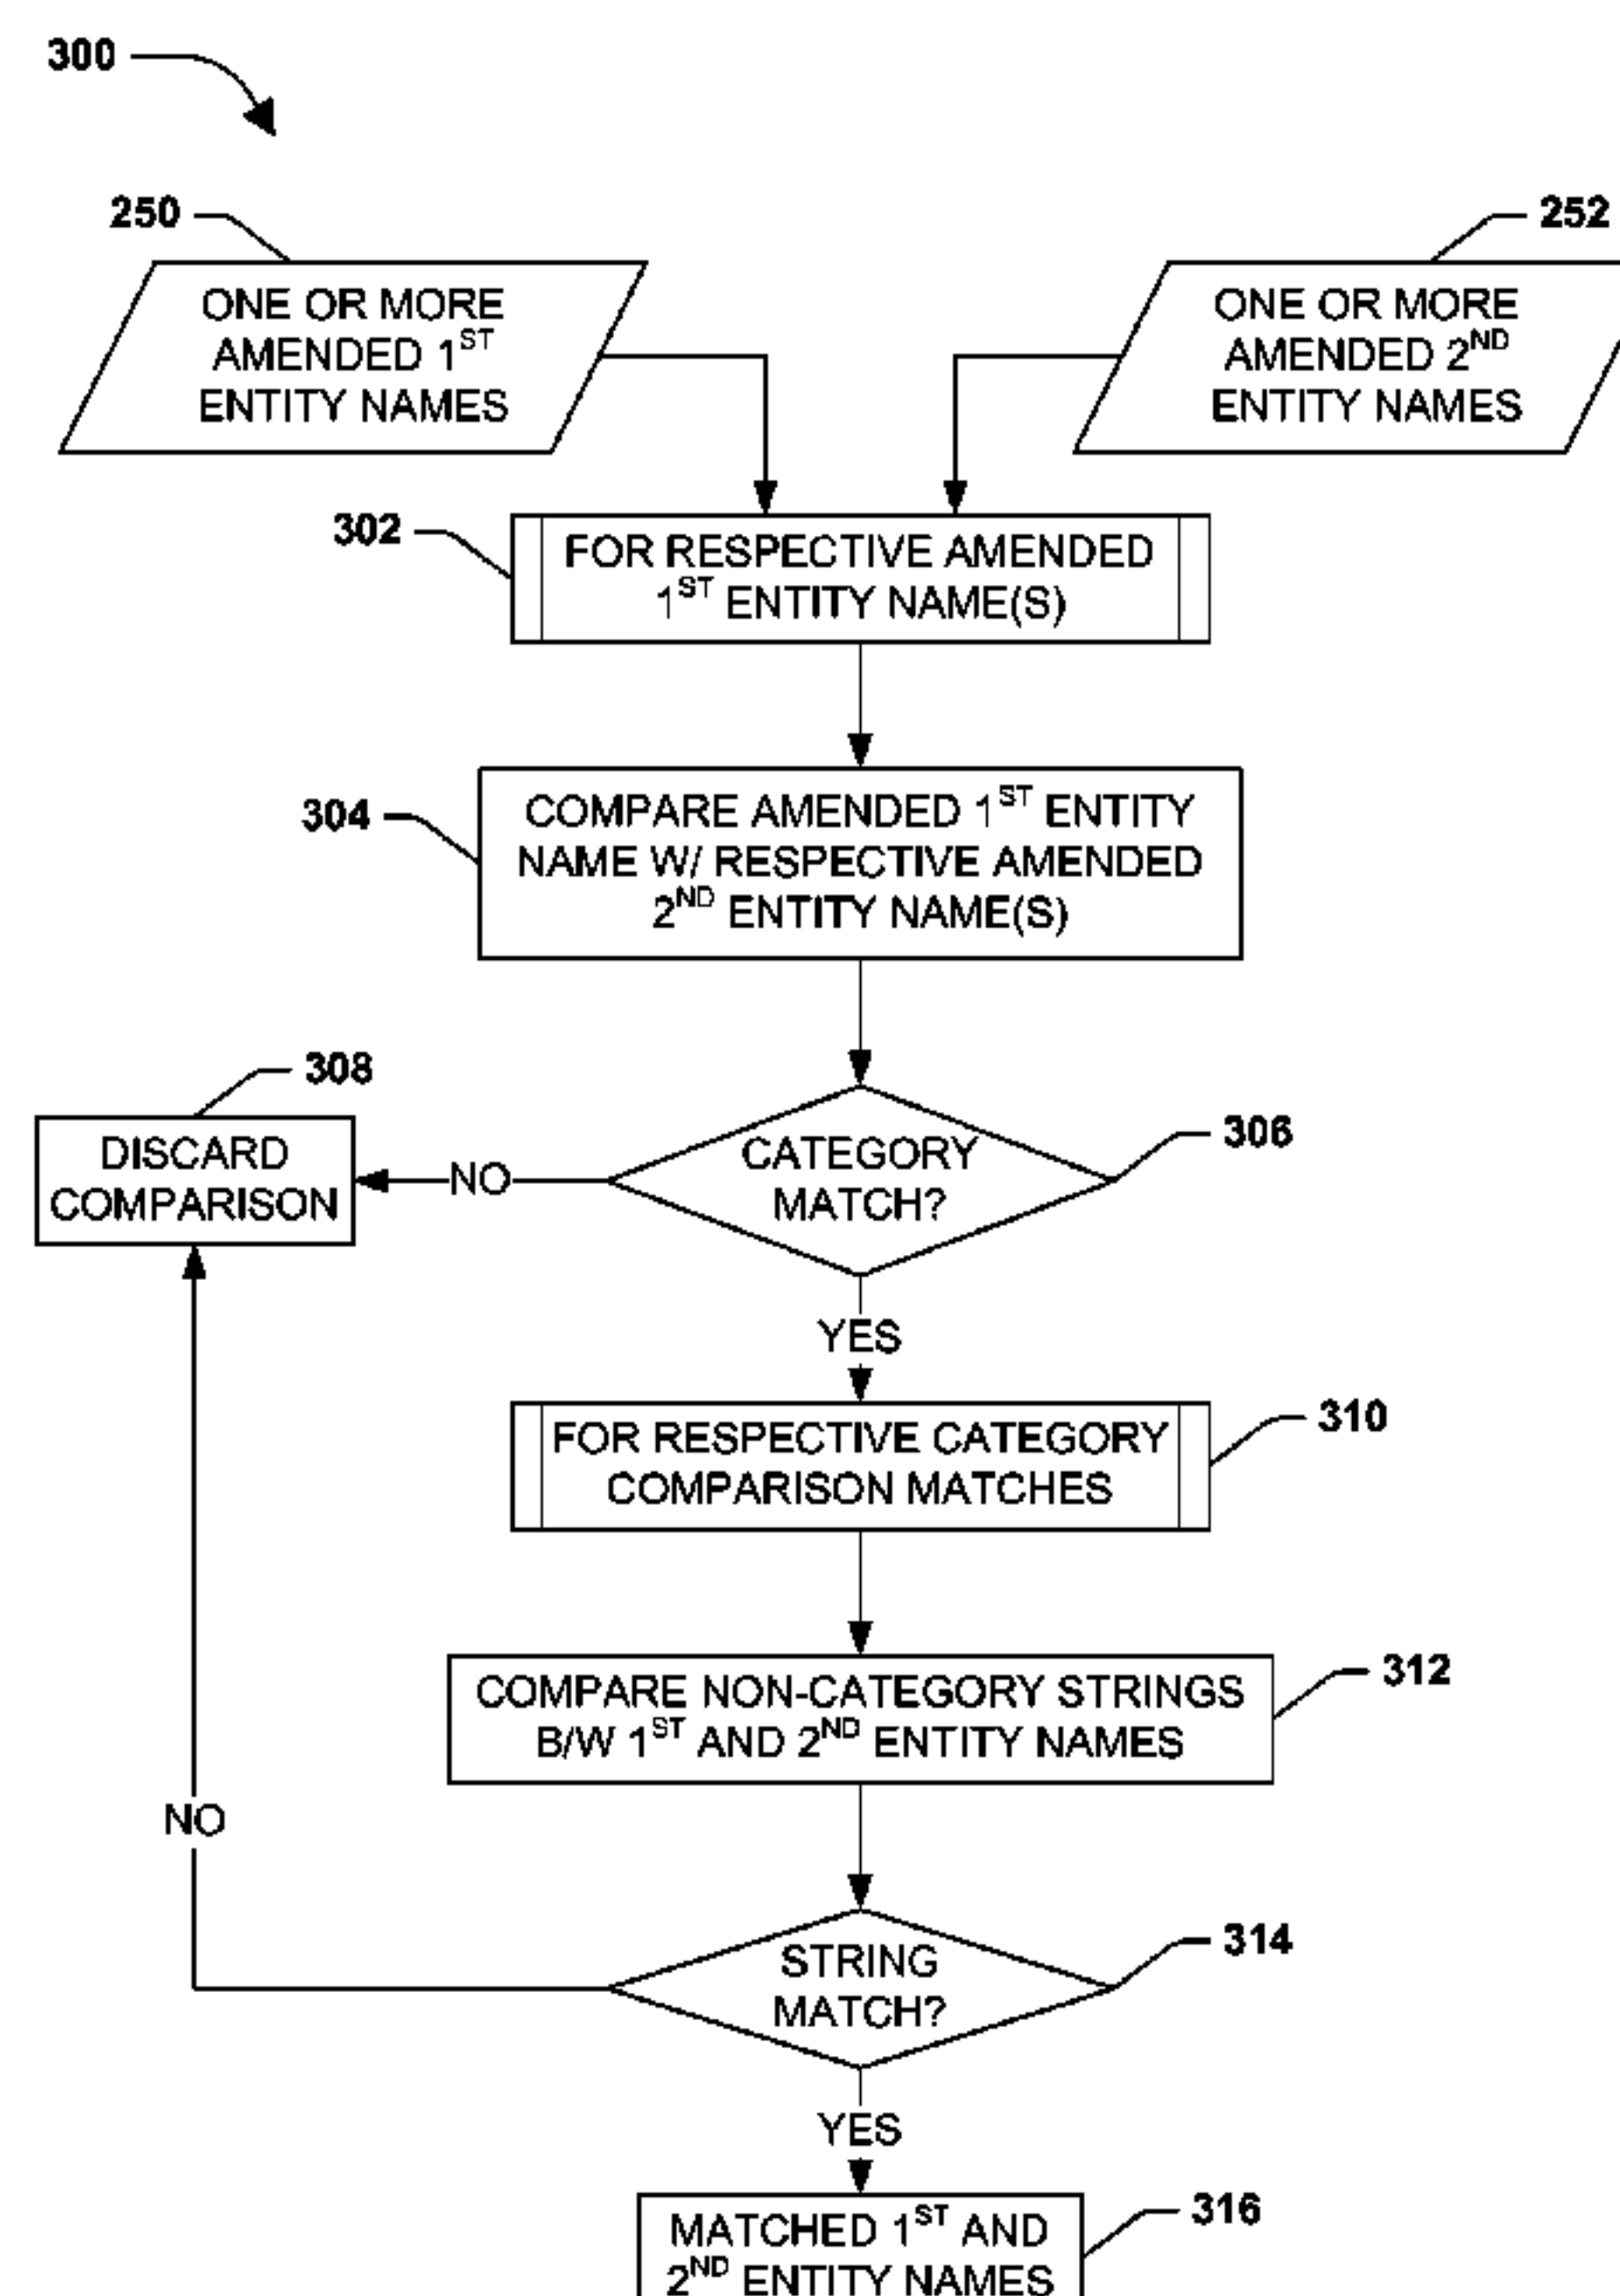 300
250
252
ONE OR MORE
AMENDED 1ST
ENTITY NAMES
ONE OR MORE
AMENDED 2ND
ENTITY NAMES
302
FOR RESPECTIVE AMENDED
1ST ENTITY NAME(S)
304
COMPARE AMENDED 1ST ENTITY
NAME W/ RESPECTIVE AMENDED
2ND ENTITY NAME(S)
308
DISCARD
COMPARISON
NO
CATEGORY
MATCH?
306
YES
310
FOR RESPECTIVE CATEGORY
COMPARISON MATCHES
312
COMPARE NON-CATEGORY STRINGS
B/W 1ST AND 2ND ENTITY NAMES
NO
314
STRING
MATCH?
YES
316
MATCHED 1ST AND
2ND ENTITY NAMES